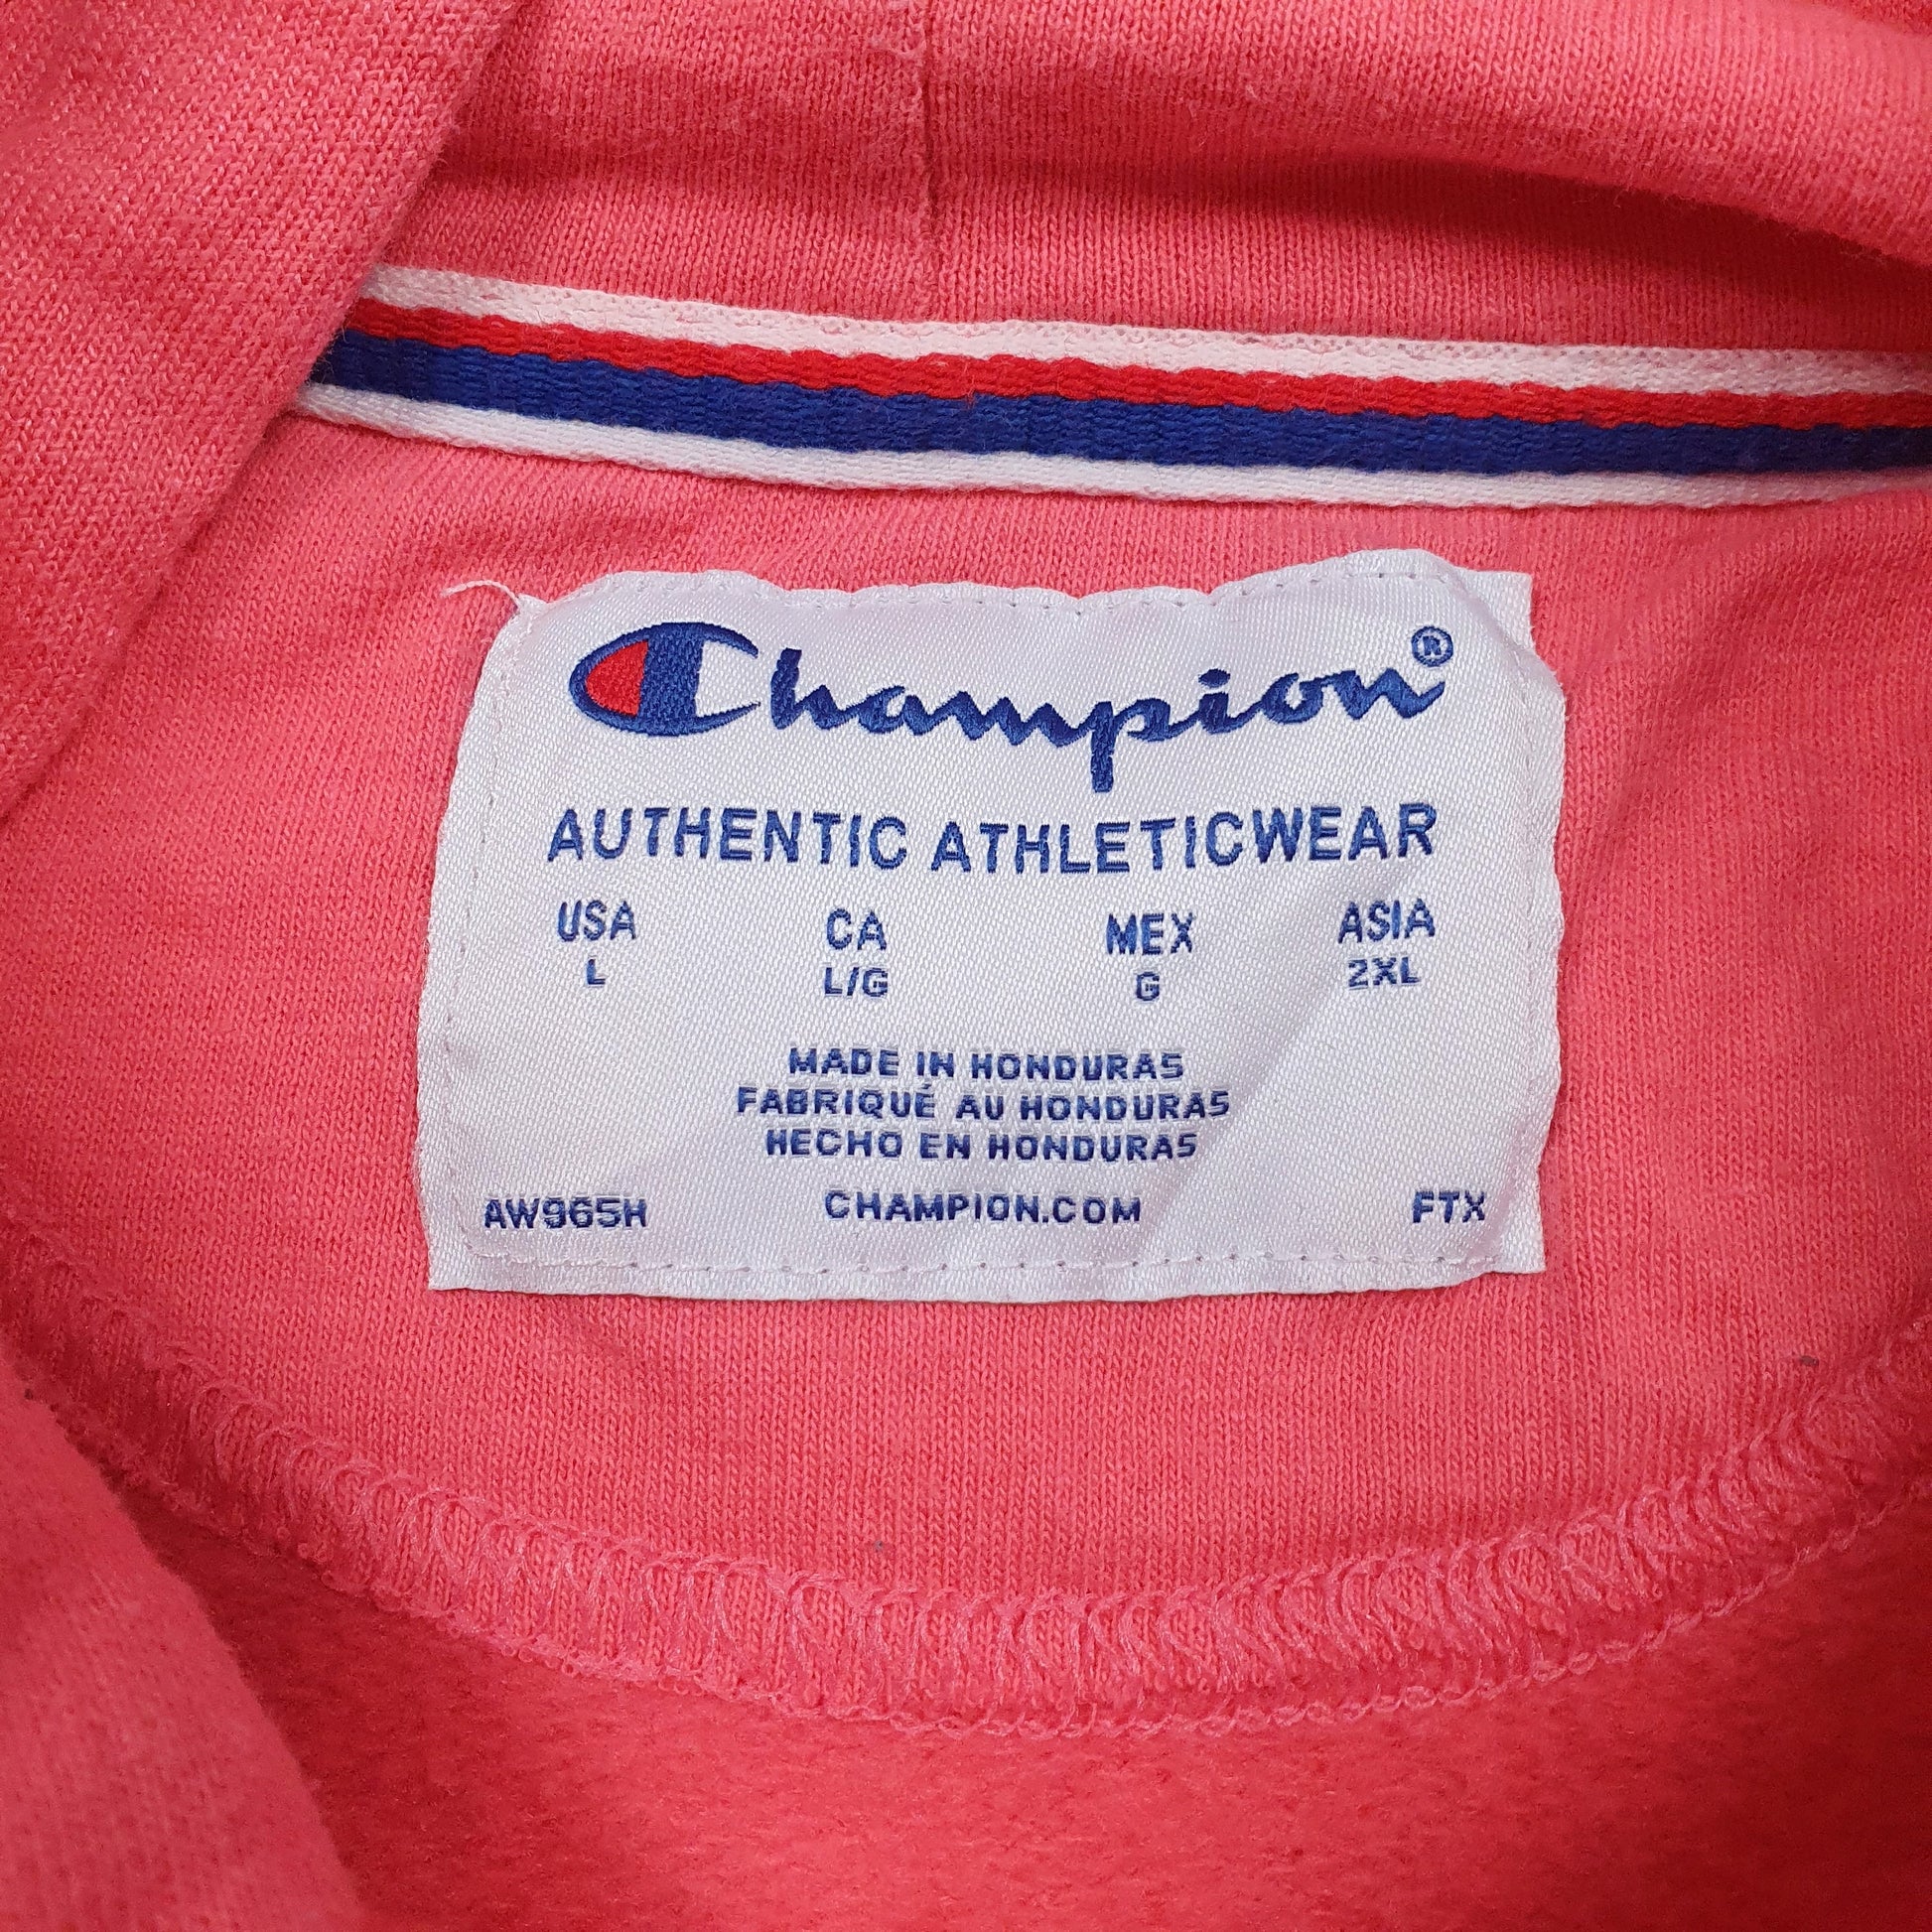 Champion®
AUTHENTIC ATHLETICWEAR
USA CA MEX ASIA
L L/G G 2XL
MADE IN HONDURAS
FABRIQUÉ AU HONDURAS
HECHO EN HONDURAS
AW965H CHAMPION.COM FTX